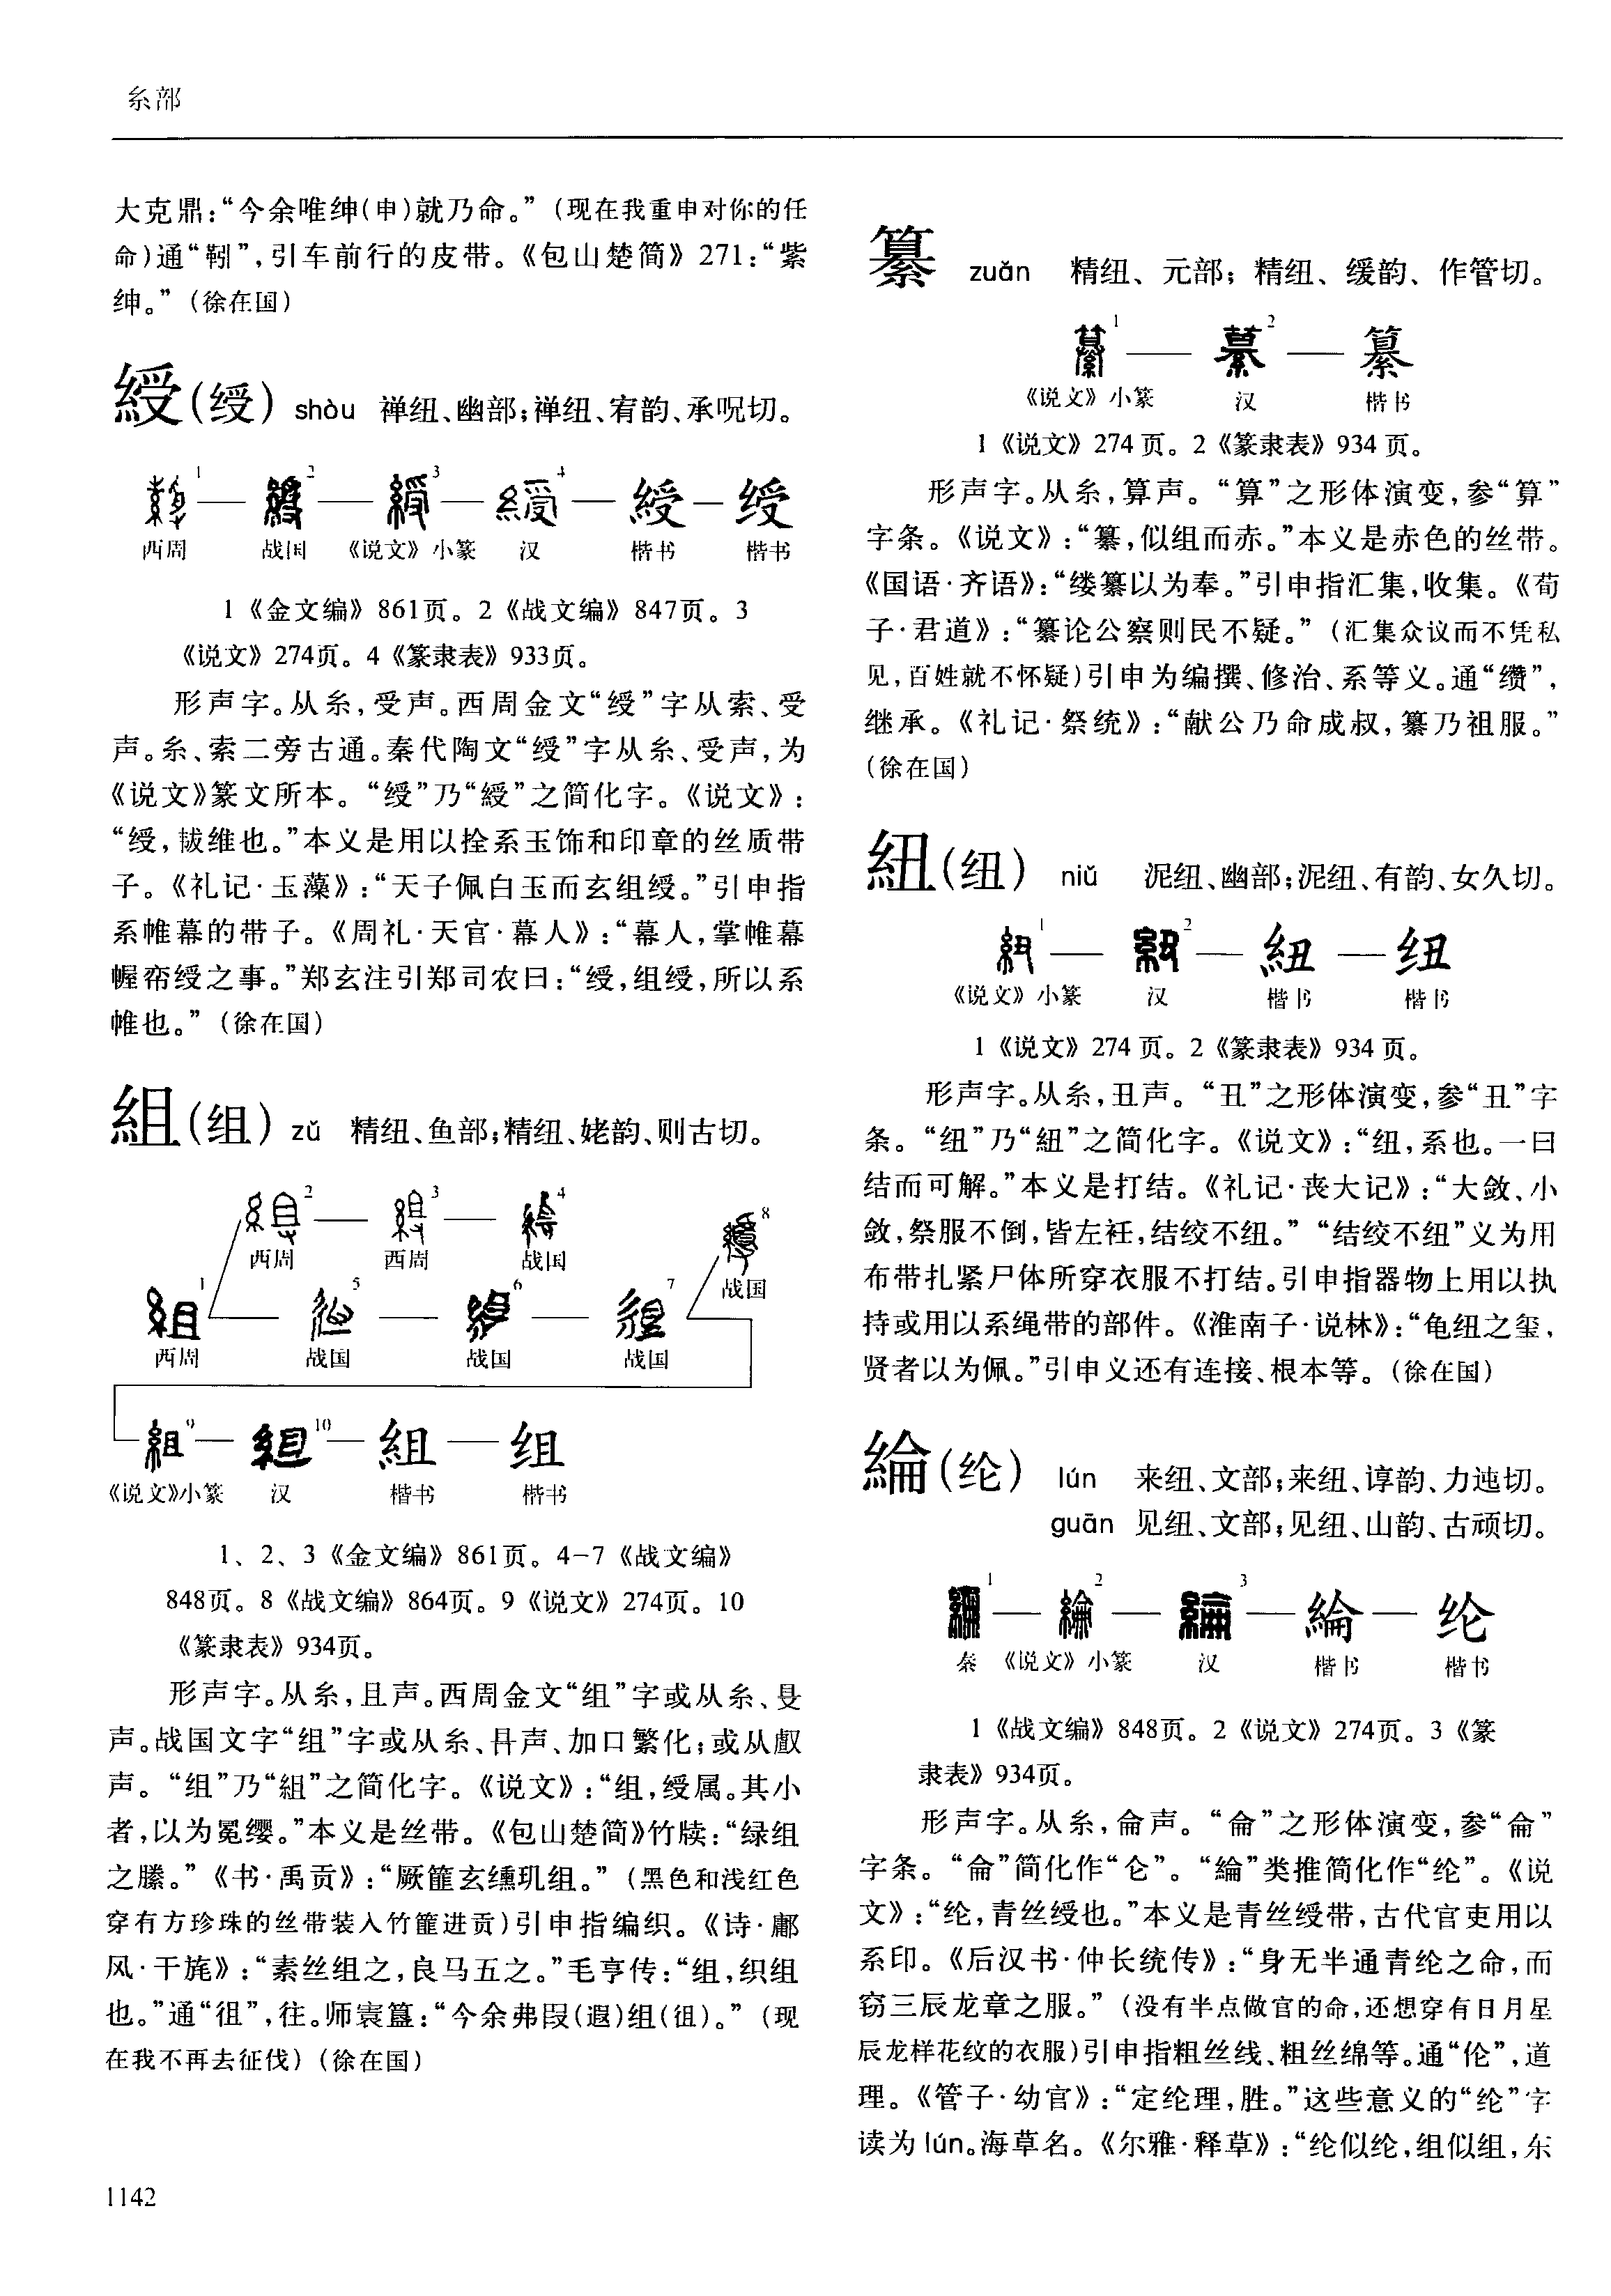 糸部
大克鼎：“今余唯绅(申)就乃命。”（现在我重申对你的任
命)通“靷”，引车前行的皮带。《包山楚简》271：“紫
绅。”（徐在国）
綬(绶) shòu 禅纽、幽部；禅纽、宥韵、承呪切。
1 — 2 — 3 — 4 — 綬 — 绶
西周 战国 《说文》小篆 汉 楷书 楷书
1《金文编》861页。2《战文编》847页。3
《说文》274页。4《篆隶表》933页。
形声字。从糸，受声。西周金文“绶”字从索、受
声。糸、索二旁古通。秦代陶文“绶”字从糸、受声，为
《说文》篆文所本。“绶”乃“綬”之简化字。《说文》：
“绶，韨维也。”本义是用以拴系玉饰和印章的丝质带
子。《礼记·玉藻》：“天子佩白玉而玄组绶。”引申指
系帷幕的带子。《周礼·天官·幕人》：“幕人，掌帷幕
幄帟绶之事。”郑玄注引郑司农曰：“绶，组绶，所以系
帷也。”（徐在国）
組(组) zǔ 精纽、鱼部；精纽、姥韵、则古切。
2 — 3 — 4
西周 西周 战国
8
战国
1 — 5 — 6 — 7
西周 战国 战国 战国
9 — 10 — 組 — 组
《说文》小篆 汉 楷书 楷书
1、2、3《金文编》861页。4-7《战文编》
848页。8《战文编》864页。9《说文》274页。10
《篆隶表》934页。
形声字。从糸，且声。西周金文“组”字或从糸、
声。战国文字“组”字或从糸、声、加口繁化；或从䖒
声。“组”乃“組”之简化字。《说文》：“组，绶属。其小
者，以为冕缨。”本义是丝带。《包山楚简》竹牍：“绿组
之縢。”《书·禹贡》：“厥篚玄纁玑组。”（黑色和浅红色
穿有方珍珠的丝带装入竹篚进贡)引申指编织。《诗·鄘
风·干旄》：“素丝组之，良马五之。”毛亨传：“组，织组
也。”通“徂”，往。师寰簋：“今余弗叚(遐)组(徂)。”（现
在我不再去征伐）（徐在国）
1142
纂 zuǎn 精纽、元部；精纽、缓韵、作管切。
1 — 2 — 纂
《说文》小篆 汉 楷书
1《说文》274页。2《篆隶表》934页。
形声字。从糸，算声。“算”之形体演变，参“算”
字条。《说文》：“纂，似组而赤。”本义是赤色的丝带。
《国语·齐语》：“缕纂以为奉。”引申指汇集，收集。《荀
子·君道》：“纂论公察则民不疑。”（汇集众议而不凭私
见，百姓就不怀疑)引申为编撰、修治、系等义。通“缵”，
继承。《礼记·祭统》：“献公乃命成叔，纂乃祖服。”
（徐在国）
紐(纽) niǔ 泥纽、幽部；泥纽、有韵、女久切。
1 — 2 — 紐 — 纽
《说文》小篆 汉 楷书 楷书
1《说文》274页。2《篆隶表》934页。
形声字。从糸，丑声。“丑”之形体演变，参“丑”字
条。“纽”乃“紐”之简化字。《说文》：“纽，系也。一曰
结而可解。”本义是打结。《礼记·丧大记》：“大敛、小
敛，祭服不倒，皆左衽，结绞不纽。”“结绞不纽”义为用
布带扎紧尸体所穿衣服不打结。引申指器物上用以执
持或用以系绳带的部件。《淮南子·说林》：“龟纽之玺，
贤者以为佩。”引申义还有连接、根本等。（徐在国）
綸(纶) lún 来纽、文部；来纽、谆韵、力迍切。
guān 见纽、文部；见纽、山韵、古顽切。
1 — 2 — 3 — 綸 — 纶
秦 《说文》小篆 汉 楷书 楷书
1《战文编》848页。2《说文》274页。3《篆
隶表》934页。
形声字。从糸，侖声。“侖”之形体演变，参“侖”
字条。“侖”简化作“仑”。“綸”类推简化作“纶”。《说
文》：“纶，青丝绶也。”本义是青丝绶带，古代官吏用以
系印。《后汉书·仲长统传》：“身无半通青纶之命，而
窃三辰龙章之服。”（没有半点做官的命，还想穿有日月星
辰龙样花纹的衣服)引申指粗丝线、粗丝绵等。通“伦”，道
理。《管子·幼官》：“定纶理，胜。”这些意义的“纶”字
读为lún。海草名。《尔雅·释草》：“纶似纶，组似组，东